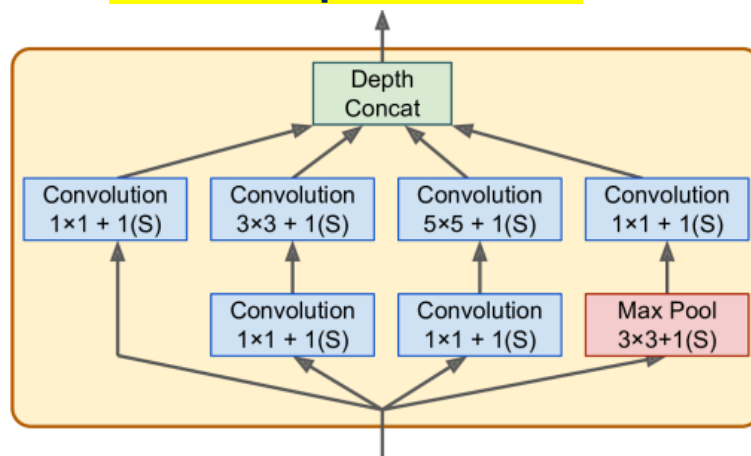 Depth
Concat
Convolution
1×1 + 1(S)
Convolution
3×3 + 1(S)
Convolution
5×5 + 1(S)
Convolution
1×1 + 1(S)
Convolution
1×1 + 1(S)
Convolution
1×1 + 1(S)
Max Pool
3×3+1(S)